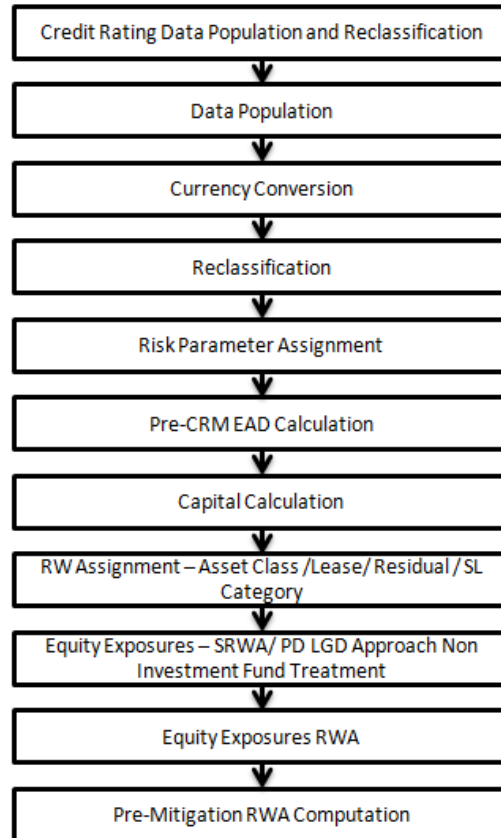 Credit Rating Data Population and Reclassification
Data Population
Currency Conversion
Reclassification
Risk Parameter Assignment
Pre-CRM EAD Calculation
Capital Calculation
RW Assignment – Asset Class /Lease/ Residual / SL
Category
Equity Exposures – SRWA/ PD LGD Approach Non
Investment Fund Treatment
Equity Exposures RWA
Pre-Mitigation RWA Computation